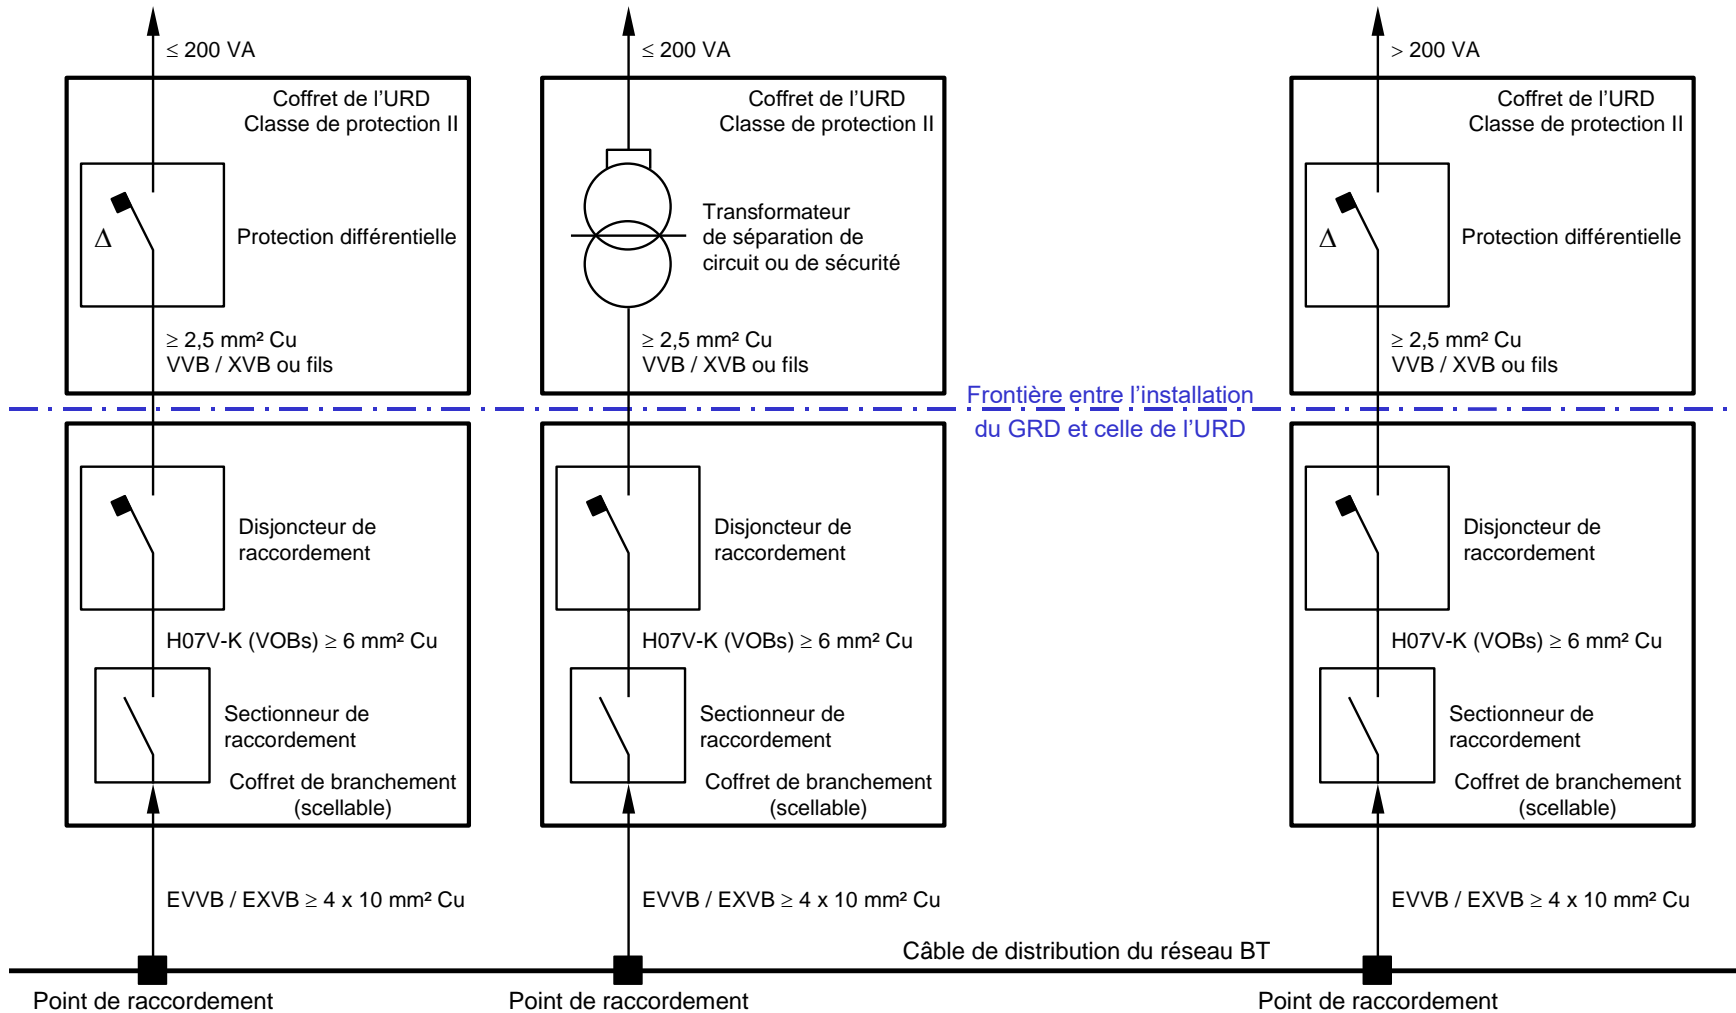 ≤ 200 VA
≤ 200 VA
> 200 VA
Coffret de l’URD
Classe de protection II
Coffret de l’URD
Classe de protection II
Coffret de l’URD
Classe de protection II
Δ
Protection différentielle
Transformateur
de séparation de
circuit ou de sécurité
Δ
Protection différentielle
≥ 2,5 mm² Cu
VVB / XVB ou fils
≥ 2,5 mm² Cu
VVB / XVB ou fils
≥ 2,5 mm² Cu
VVB / XVB ou fils
Frontière entre l’installation
du GRD et celle de l’URD
Disjoncteur de
raccordement
Disjoncteur de
raccordement
Disjoncteur de
raccordement
H07V-K (VOBs) ≥ 6 mm² Cu
H07V-K (VOBs) ≥ 6 mm² Cu
H07V-K (VOBs) ≥ 6 mm² Cu
Sectionneur de
raccordement
Sectionneur de
raccordement
Sectionneur de
raccordement
Coffret de branchement
(scellable)
Coffret de branchement
(scellable)
Coffret de branchement
(scellable)
EVVB / EXVB ≥ 4 x 10 mm² Cu
EVVB / EXVB ≥ 4 x 10 mm² Cu
EVVB / EXVB ≥ 4 x 10 mm² Cu
Câble de distribution du réseau BT
Point de raccordement
Point de raccordement
Point de raccordement